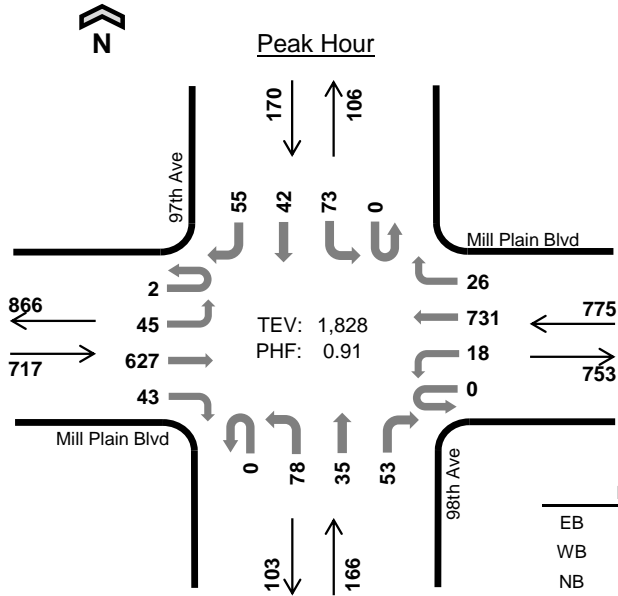 N
Peak Hour
170
106
97th Ave
55
42
73
0
Mill Plain Blvd
2
26
866
45
TEV: 1,828
731
775
717
627
PHF: 0.91
18
753
43
0
Mill Plain Blvd
0
78
35
53
98th Ave
103
166
EB
WB
NB